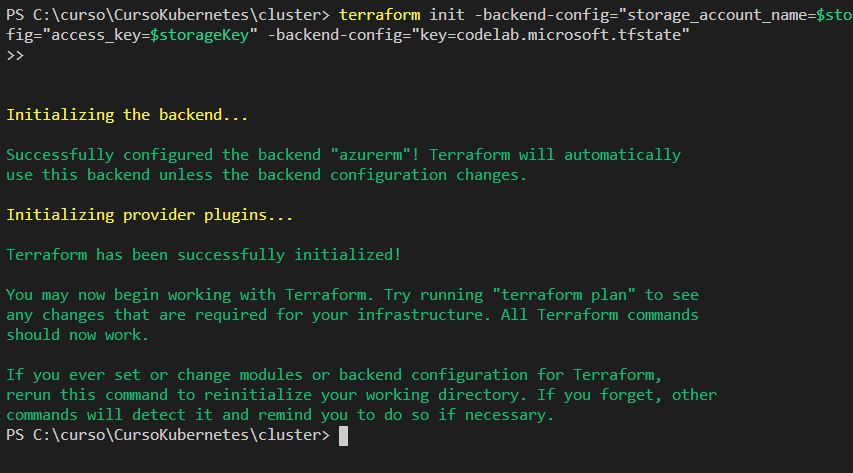 PS C:\curso\CursoKubernetes\cluster> terraform init -backend-config="storage_account_name=$sto
fig="access_key=$storageKey" -backend-config="key=codelab.microsoft.tfstate"
>>
Initializing the backend...
Successfully configured the backend "azurerm"! Terraform will automatically
use this backend unless the backend configuration changes.
Initializing provider plugins...
Terraform has been successfully initialized!
You may now begin working with Terraform. Try running "terraform plan" to see
any changes that are required for your infrastructure. All Terraform commands
should now work.
If you ever set or change modules or backend configuration for Terraform,
rerun this command to reinitialize your working directory. If you forget, other
commands will detect it and remind you to do so if necessary.
PS C:\curso\CursoKubernetes\cluster>